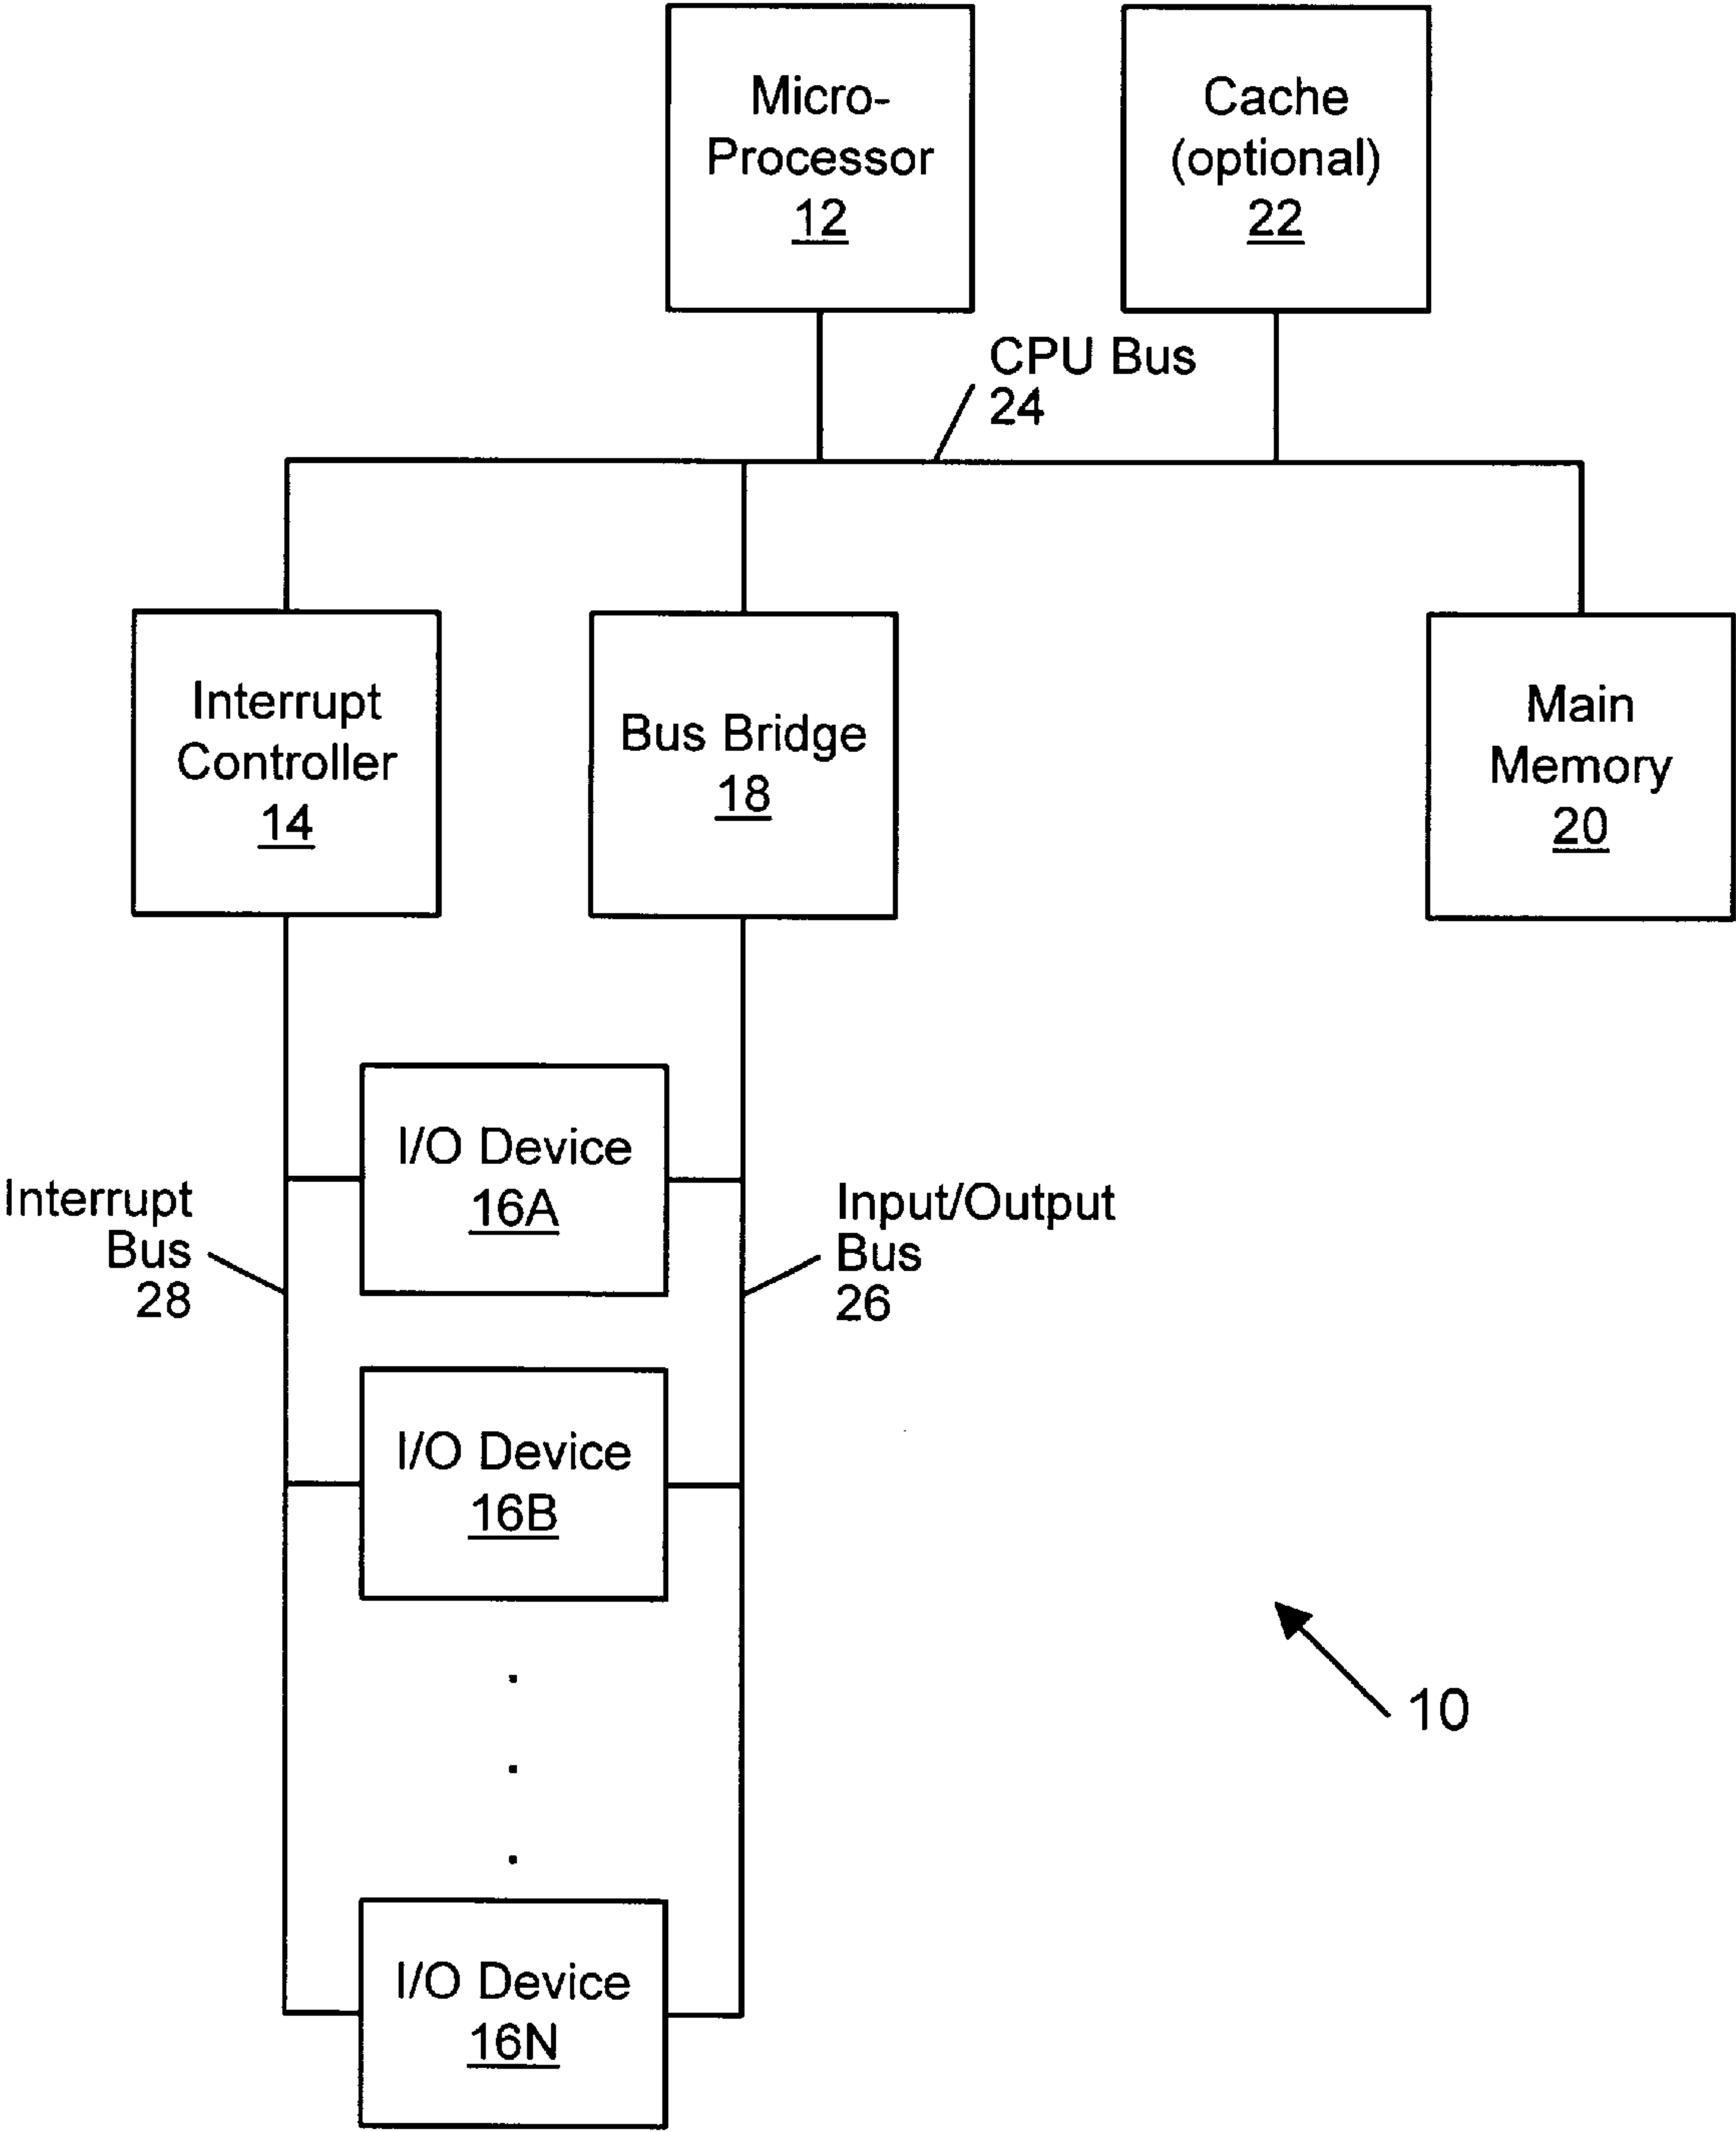 Micro-
Processor
12
Cache
(optional)
22
CPU Bus
24
Interrupt
Controller
14
Bus Bridge
18
Main
Memory
20
I/O Device
16A
Interrupt
Bus
28
Input/Output
Bus
26
I/O Device
16B
10
I/O Device
16N